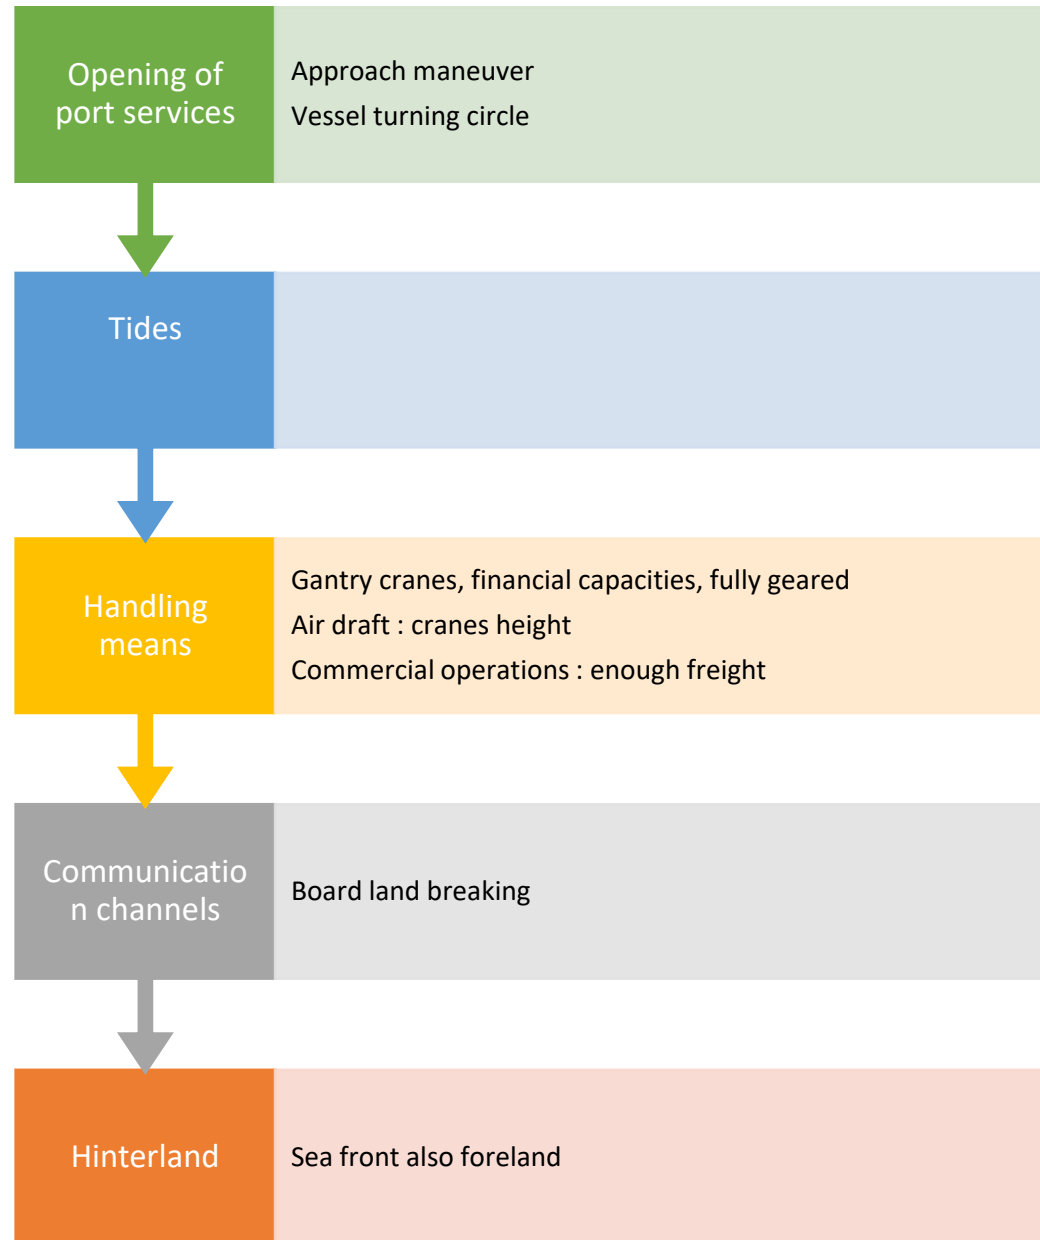 Opening of
port services
Approach maneuver
Vessel turning circle
Tides
Handling
means
Gantry cranes, financial capacities, fully geared
Air draft : cranes height
Commercial operations : enough freight
Communicatio
n channels
Board land breaking
Hinterland
Sea front also foreland